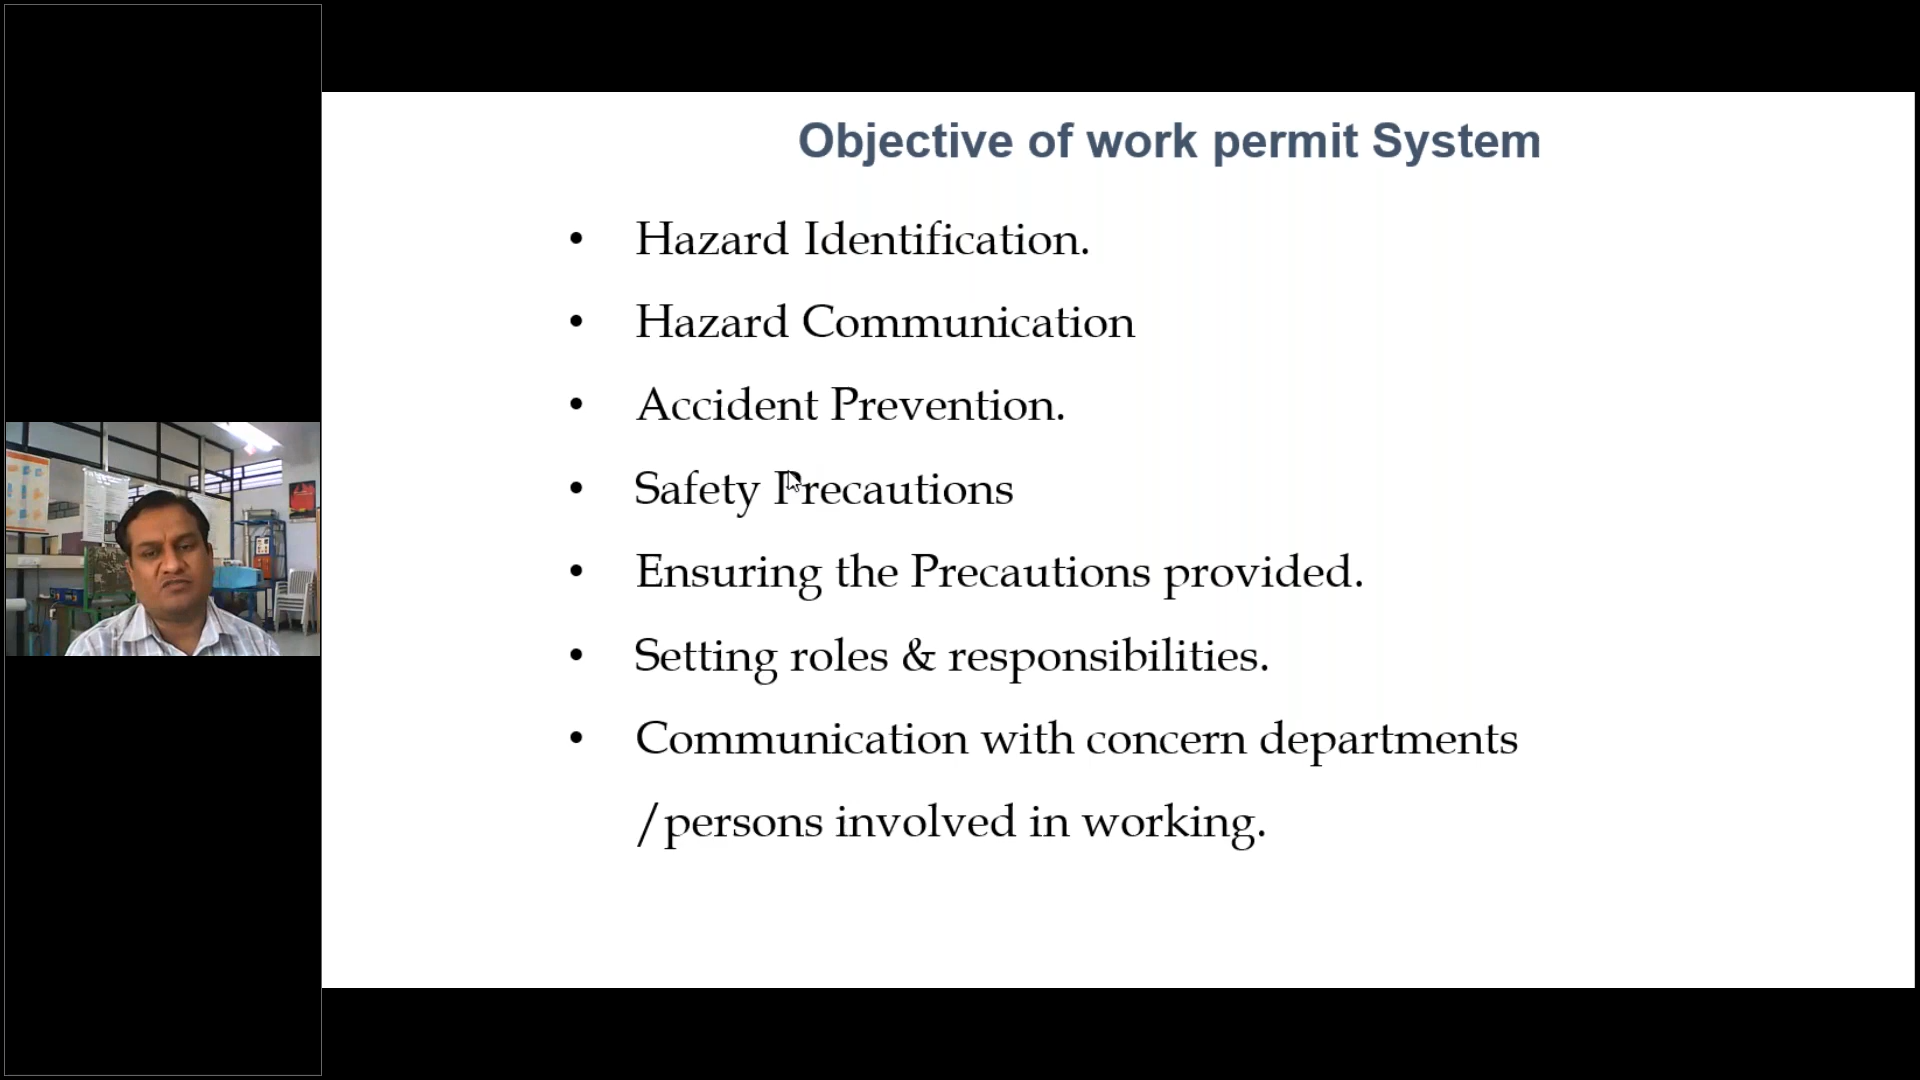 Objective of work permit System
• Hazard Identification.
• Hazard Communication
• Accident Prevention.
• Safety Precautions
• Ensuring the Precautions provided.
• Setting roles & responsibilities.
• Communication with concern departments
/persons involved in working.